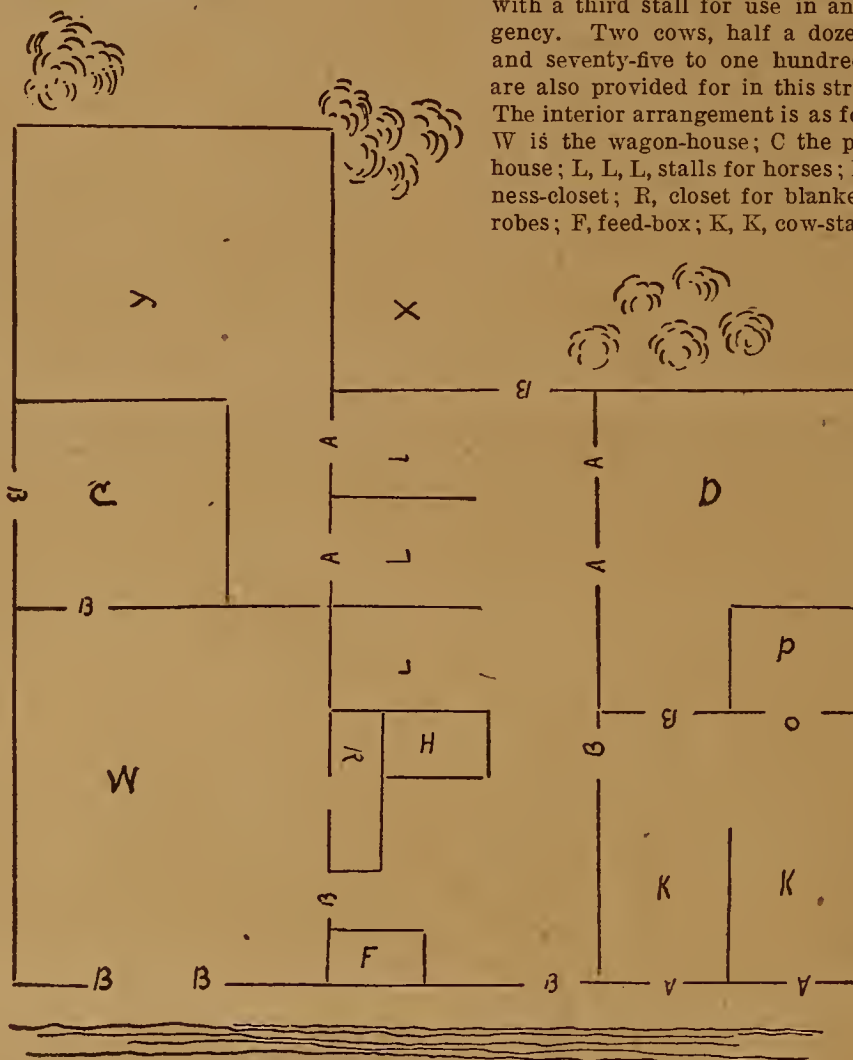 with a third stall for use in an
gency. Two cows, half a doze
and seventy-five to one hundre
are also provided for in this str
The interior arrangement is as fo
W is the wagon-house; C the p
house; L, L, L, stalls for horses;
ness-closet; R, closet for blanke
robes; F, feed-box; K, K, cow-sta
y
X
B
A
L
A
D
B
C
A
L
A
B
P
L
B
O
R
H
B
W
K
K
B
F
B
B
B
A
A